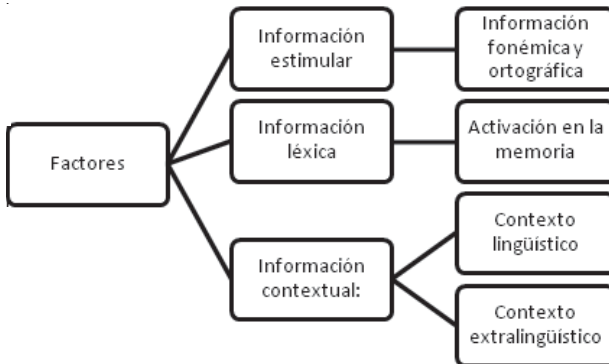 Factores
Información
estimular
Información
fonémica y
ortográfica
Información
léxica
Activación en la
memoria
Información
contextual:
Contexto
lingüístico
Contexto
extralingüístico